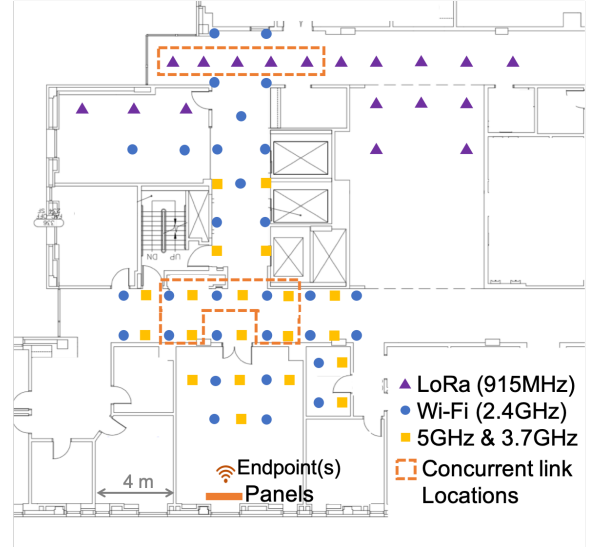 UP DN
LoRa (915MHz)
Wi-Fi (2.4GHz)
5GHz & 3.7GHz
Concurrent link
Locations
Endpoint(s)
Panels
4 m